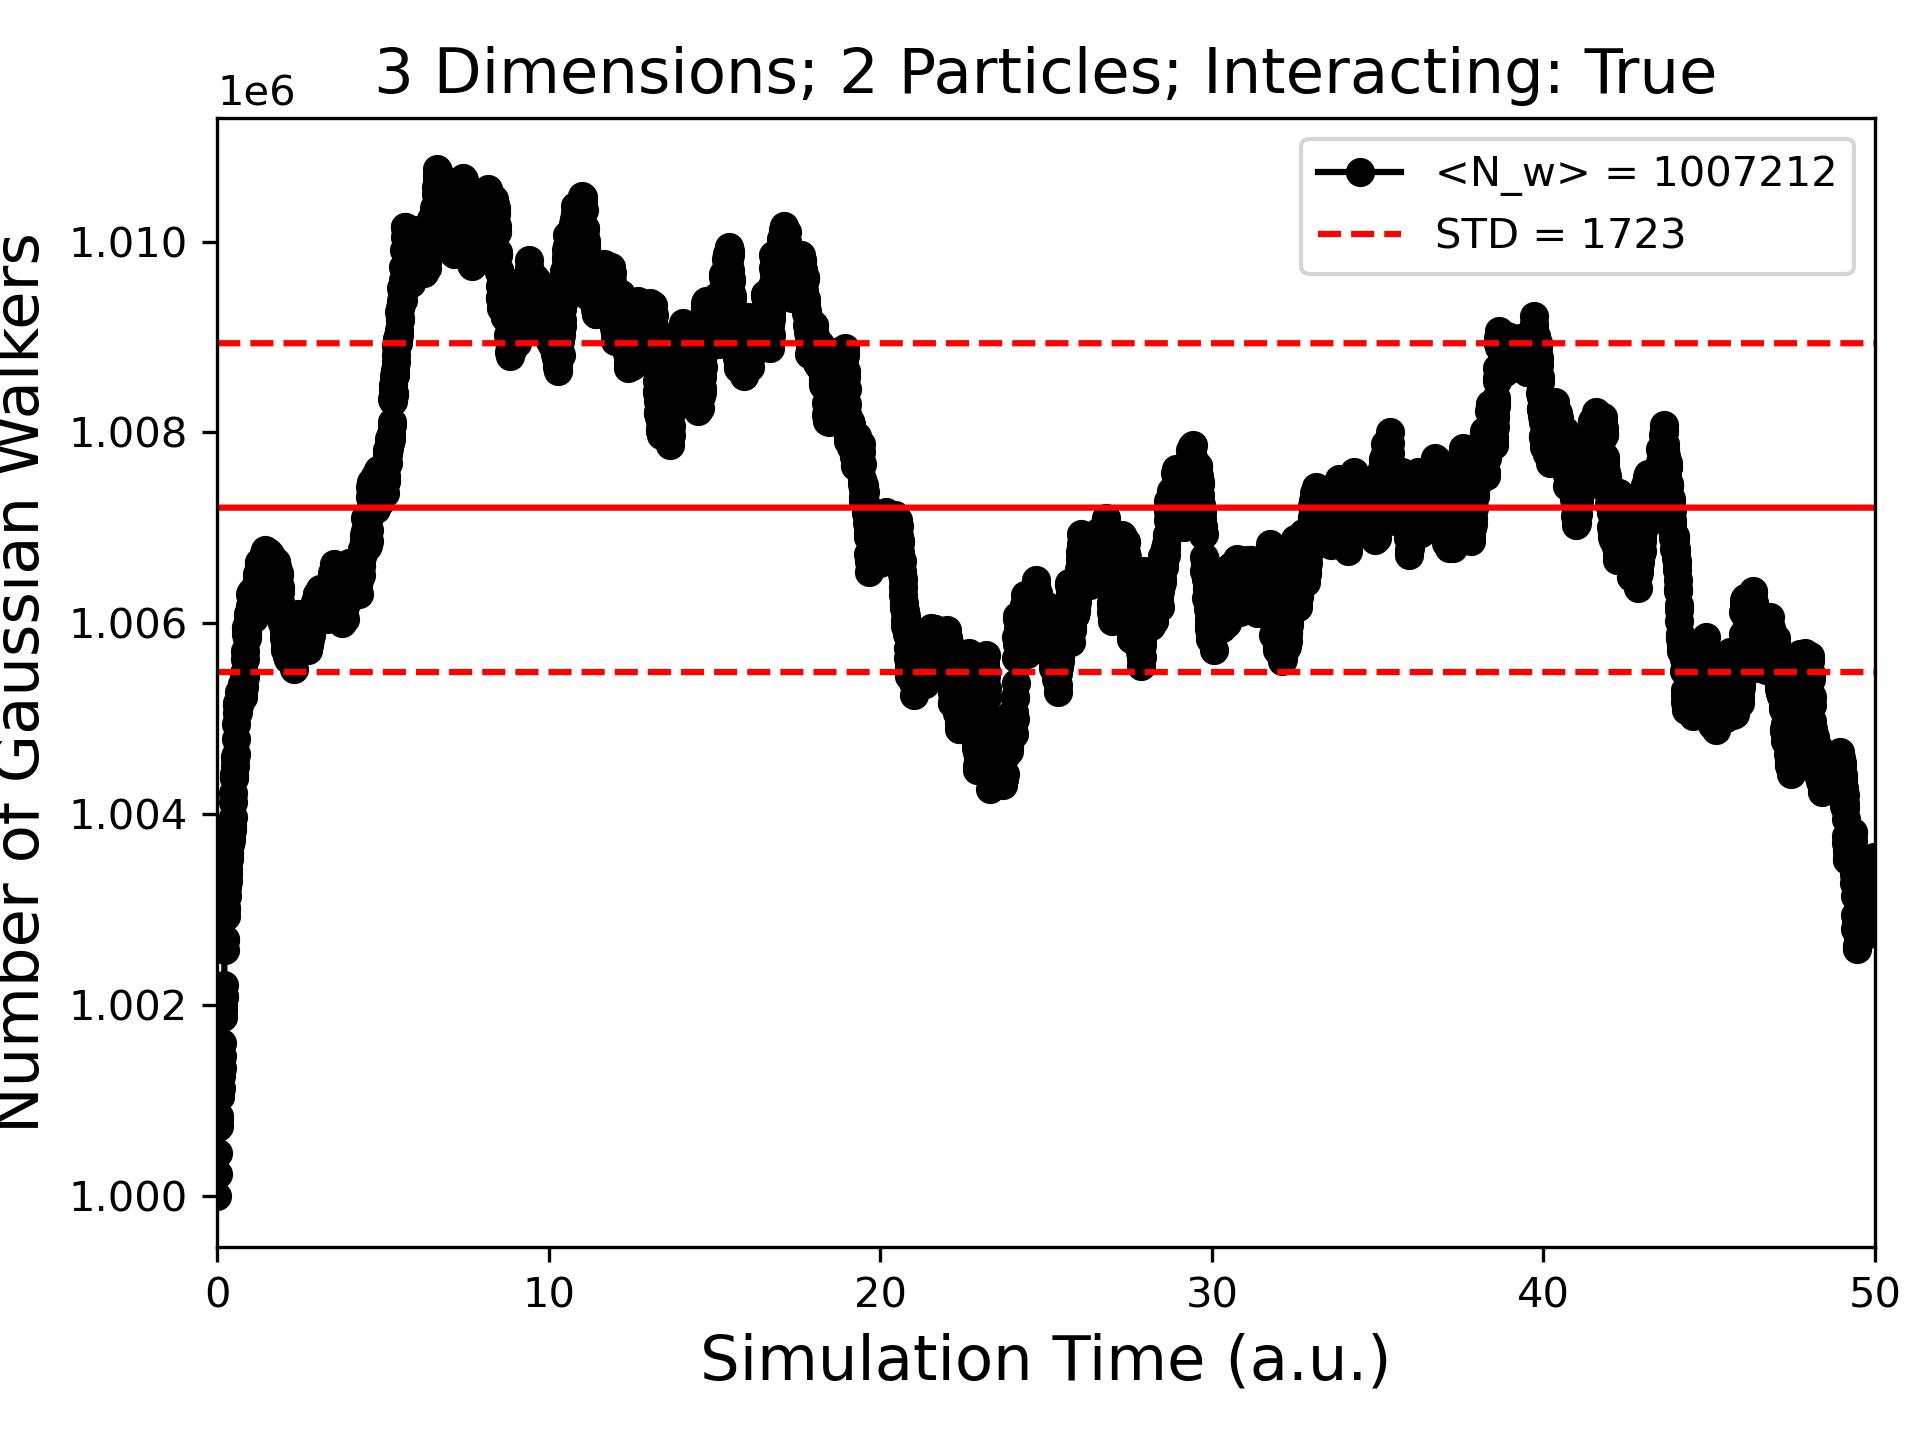 3 Dimensions; 2 Particles; Interacting: True
1e6
<N_w> = 1007212
STD = 1723
Number of Gaussian Walkers
1.010
1.008
1.006
1.004
1.002
1.000
0 10 20 30 40 50
Simulation Time (a.u.)